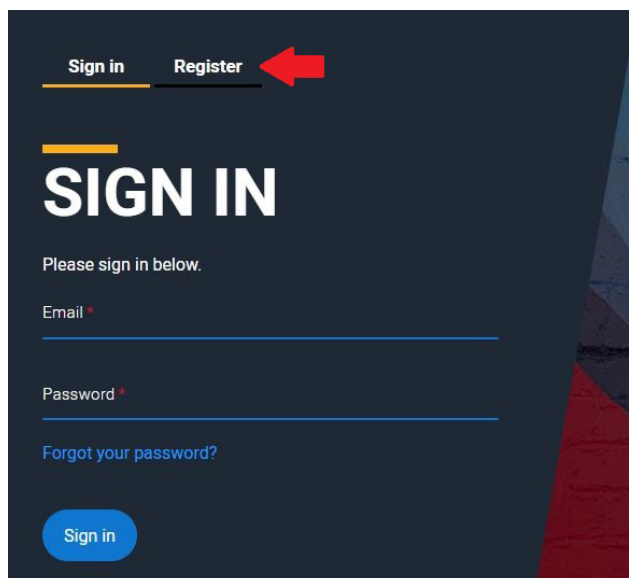 Sign in Register
SIGN IN
Please sign in below.
Email *
Password *
Forgot your password?
Sign in